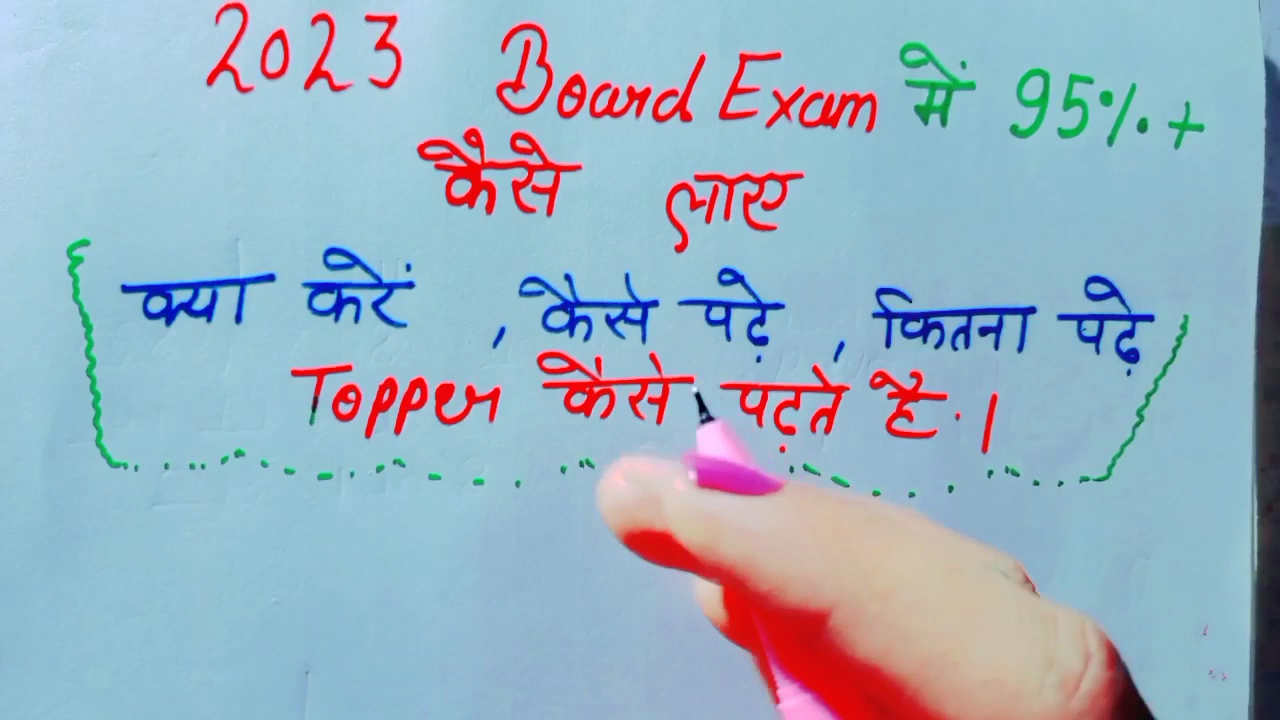 2023 Board Exam में 95%+
कैसे लाए
क्या करें , कैसे पढ़े , कितना पढ़े
Topper कैसे पढ़ते है.।